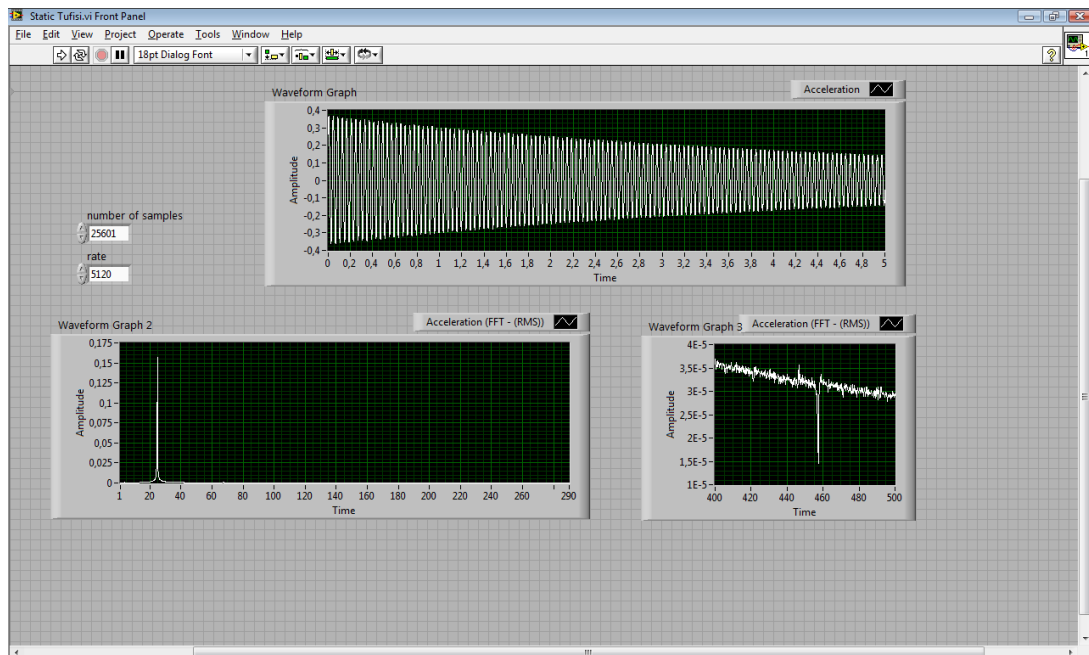 Static Tufisi.vi Front Panel
File Edit View Project Operate Tools Window Help
18pt Dialog Font
?
1
Waveform Graph
Acceleration
0,4
0,3
0,2
0,1
0
-0,1
-0,2
-0,3
-0,4
Amplitude
0 0,2 0,4 0,6 0,8 1 1,2 1,4 1,6 1,8 2 2,2 2,4 2,6 2,8 3 3,2 3,4 3,6 3,8 4 4,2 4,4 4,6 4,8 5
Time
number of samples
25601
rate
5120
Waveform Graph 2
Acceleration (FFT - (RMS))
0,175
0,15
0,125
0,1
0,075
0,05
0,025
0
Amplitude
1 20 40 60 80 100 120 140 160 180 200 220 240 260 290
Time
Waveform Graph 3
Acceleration (FFT - (RMS))
4E-5
3,5E-5
3E-5
2,5E-5
2E-5
1,5E-5
1E-5
Amplitude
400 420 440 460 480 500
Time